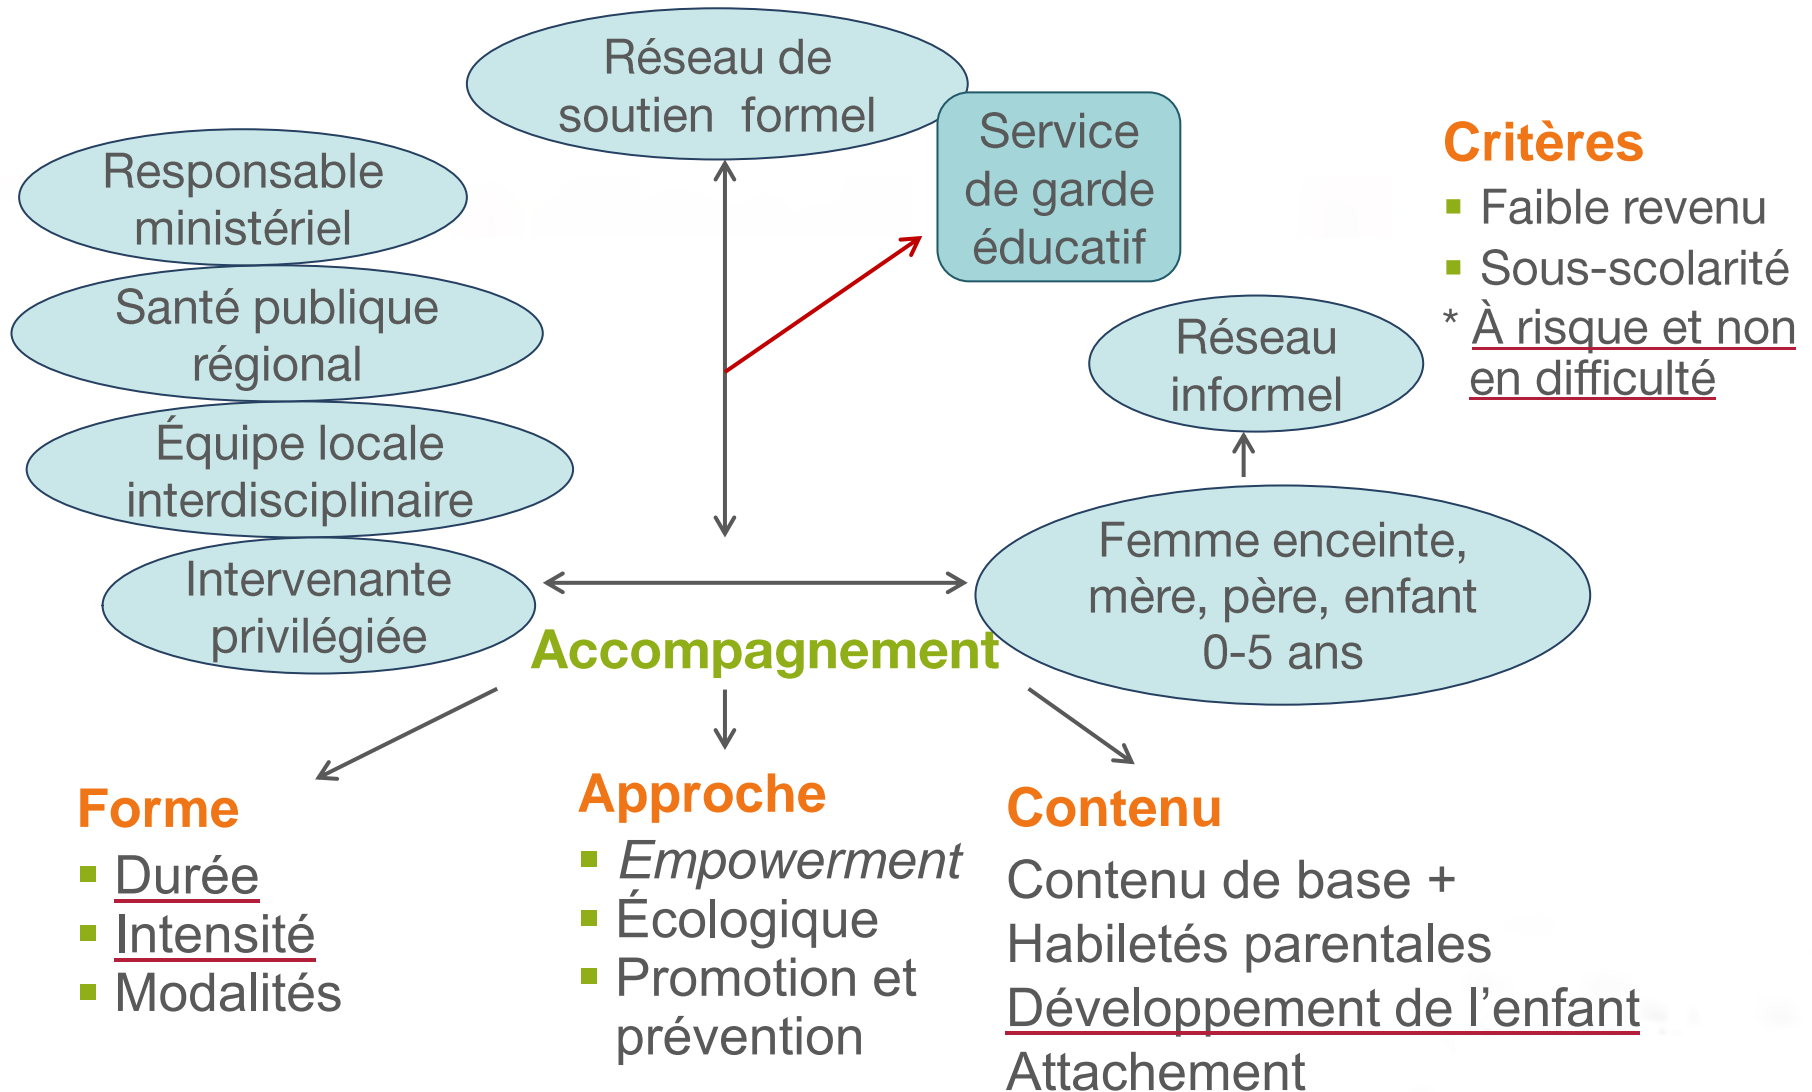 Réseau de
soutien formel
Service
de garde
éducatif
Critères
▪ Faible revenu
▪ Sous-scolarité
* À risque et non
en difficulté
Responsable
ministériel
Santé publique
régional
Équipe locale
interdisciplinaire
Intervenante
privilégiée
Réseau
informel
Femme enceinte,
mère, père, enfant
0-5 ans
Accompagnement
Forme
▪ Durée
▪ Intensité
▪ Modalités
Approche
▪ Empowerment
▪ Écologique
▪ Promotion et
prévention
Contenu
Contenu de base +
Habiletés parentales
Développement de l’enfant
Attachement